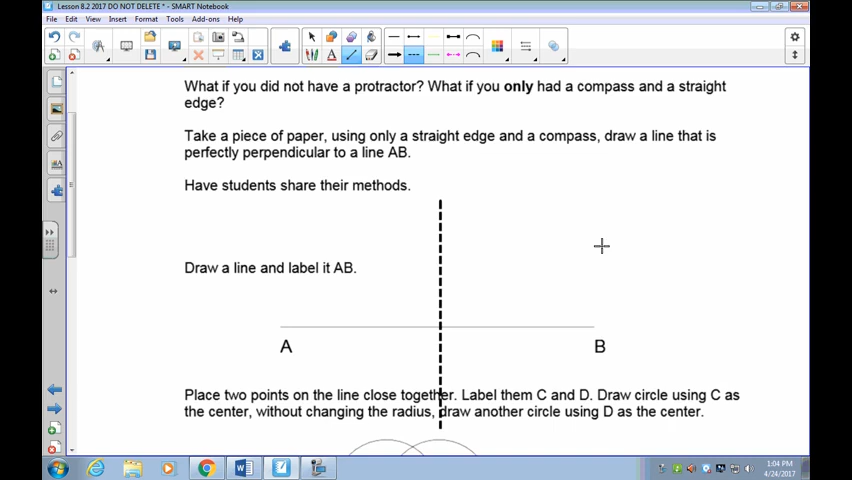 Lesson 8.2 2017 DO NOT DELETE * - SMART Notebook
File Edit View Insert Format Tools Add-ons Help
What if you did not have a protractor? What if you only had a compass and a straight
edge?
Take a piece of paper, using only a straight edge and a compass, draw a line that is
perfectly perpendicular to a line AB.
Have students share their methods.
Draw a line and label it AB.
A B
Place two points on the line close together. Label them C and D. Draw circle using C as
the center, without changing the radius, draw another circle using D as the center.
1:04 PM
4/24/2017